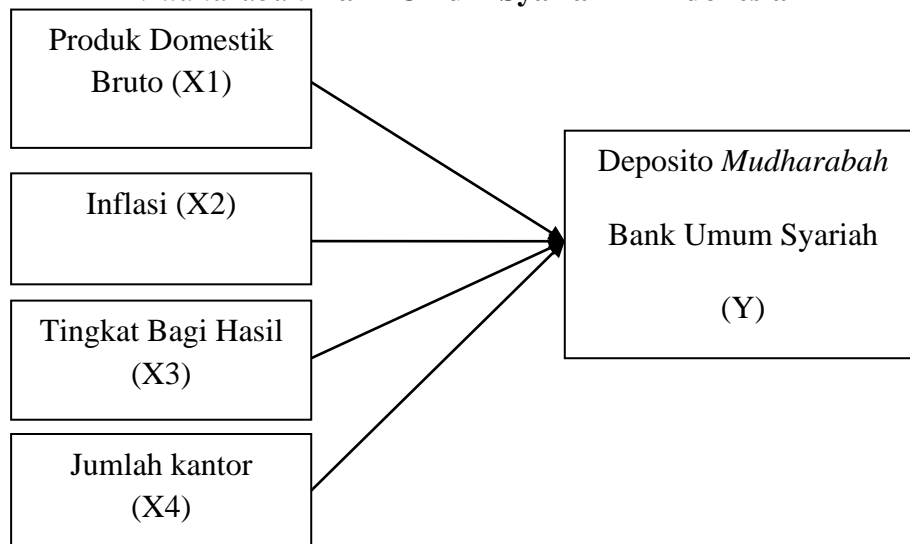 Produk Domestik
Bruto (X1)
Inflasi (X2)
Tingkat Bagi Hasil
(X3)
Jumlah kantor
(X4)
Deposito Mudharabah
Bank Umum Syariah
(Y)